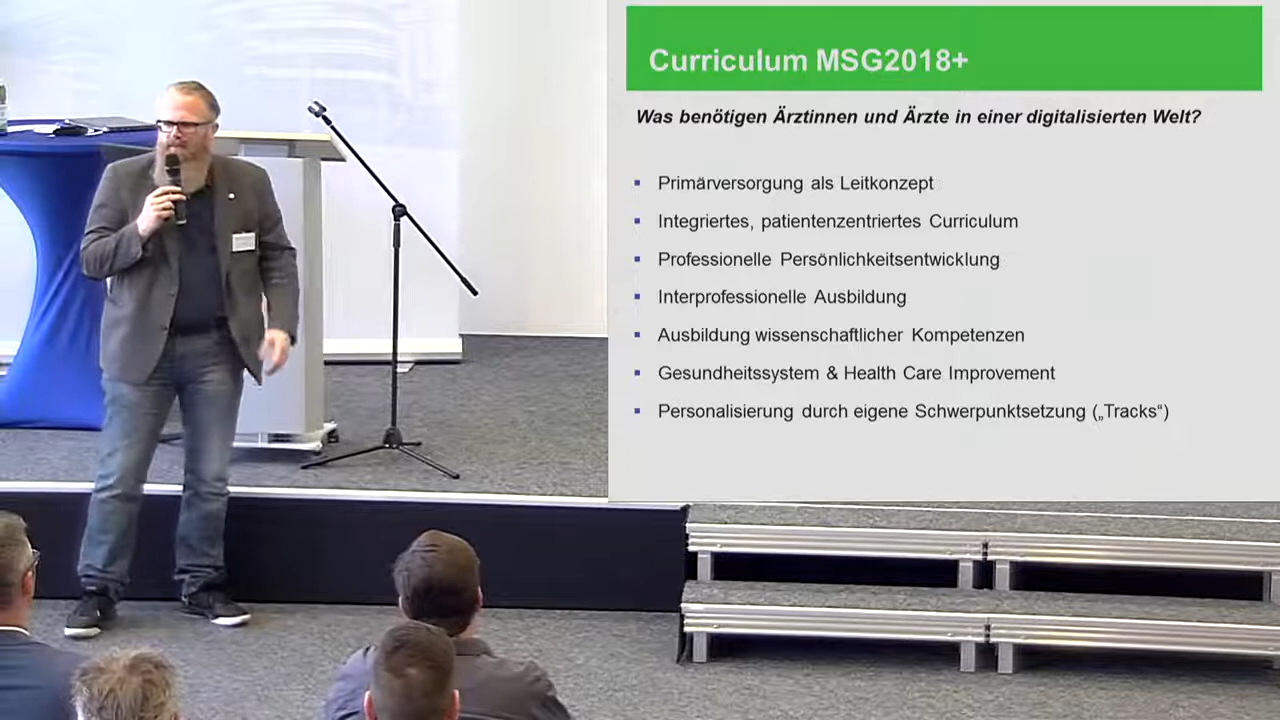 Curriculum MSG2018+
Was benötigen Ärztinnen und Ärzte in einer digitalisierten Welt?
Primärversorgung als Leitkonzept
Integriertes, patientenzentriertes Curriculum
Professionelle Persönlichkeitsentwicklung
Interprofessionelle Ausbildung
Ausbildung wissenschaftlicher Kompetenzen
Gesundheitssystem & Health Care Improvement
Personalisierung durch eigene Schwerpunktsetzung („Tracks“)